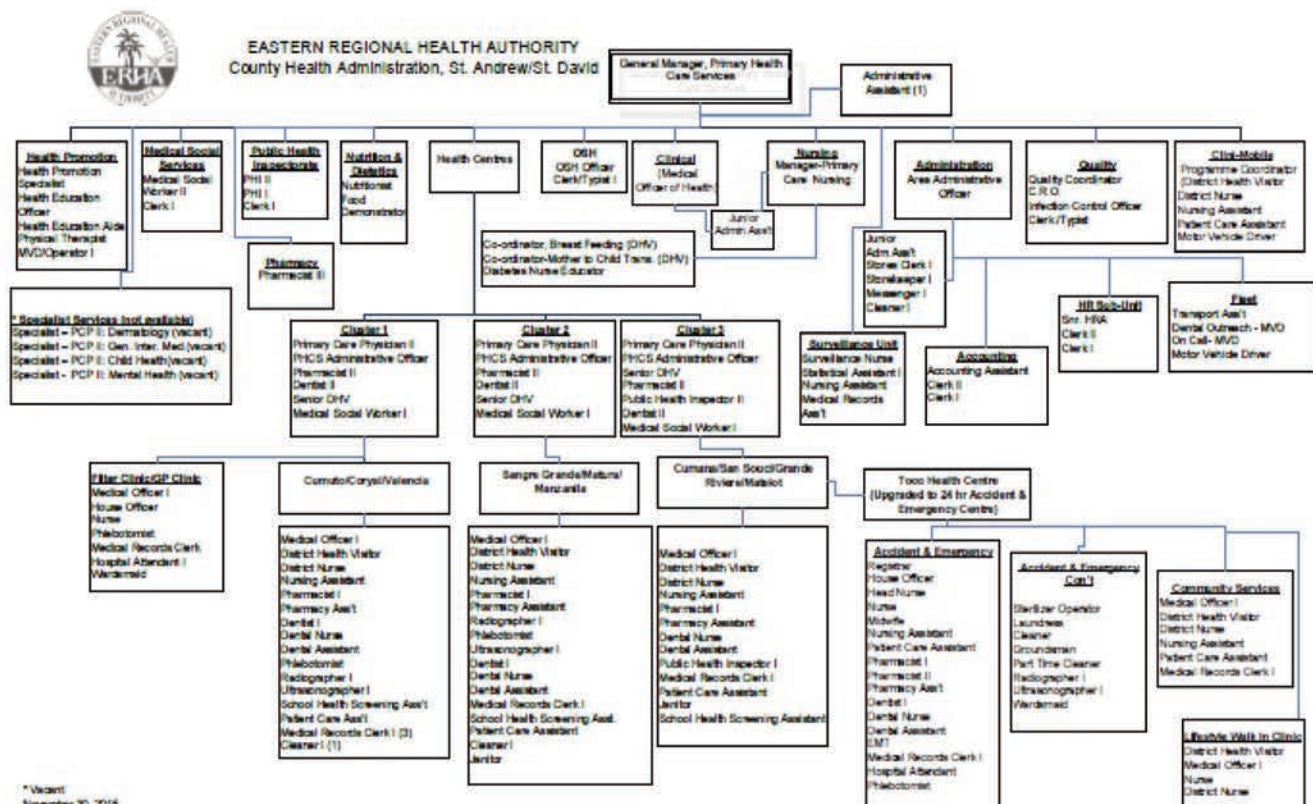 EASTERN REGIONAL HEALTH
ERHA
AUTHORITY
EASTERN REGIONAL HEALTH AUTHORITY
County Health Administration, St. Andrew/St. David
General Manager, Primary Health
Care Services
Administrative
Assistant (1)
Health Promotion
Health Promotion
Specialist
Health Education
Officer
Health Education Aide
Physical Therapist
MVD/Operator I
Medical Social
Services
Medical Social
Worker II
Clerk I
Public Health
Inspectorate
PHI III
PHI II
Clerk I
Nutrition &
Dietetics
Nutritionist
Food
Demonstrator
Health Centres
OSH
OSH Officer
Clerk/Typist I
Clinical
(Medical
Officer of Health)
Nursing
Manager-Primary
Care Nursing
Administration
Area Administrative
Officer
Quality
Quality Coordinator
C.R.O.
Infection Control Officer
Clerk/Typist
Clini-Mobile
Programme Coordinator
(District Health Visitor
District Nurse
Nursing Assistant
Patient Care Assistant
Motor Vehicle Driver
Pharmacy
Pharmacist III
Junior
Admin Ass't
Co-ordinator, Breast Feeding (DHV)
Co-ordinator-Mother to Child Trans. (DHV)
Diabetes Nurse Educator
Junior
Adm Ass't
Stores Clerk I
Storekeeper I
Messenger I
Cleaner I
* Specialist Services (not available)
Specialist – PCP II: Dermatology (vacant)
Specialist – PCP II: Gen. Inter. Med.(vacant)
Specialist – PCP II: Child Health(vacant)
Specialist - PCP II: Mental Health (vacant)
Cluster 1
Primary Care Physician II
PHCS Administrative Officer
Pharmacist II
Dentist II
Senior DHV
Medical Social Worker I
Cluster 2
Primary Care Physician II
PHCS Administrative Officer
Pharmacist II
Dentist II
Senior DHV
Medical Social Worker I
Cluster 3
Primary Care Physician II
PHCS Administrative Officer
Senior DHV
Pharmacist II
Public Health Inspector II
Dentist II
Medical Social Worker I
Surveillance Unit
Surveillance Nurse
Statistical Assistant I
Nursing Assistant
Medical Records
Ass't
Accounting
Accounting Assistant
Clerk II
Clerk I
HR Sub-Unit
Snr. HRA
Clerk II
Clerk I
Fleet
Transport Ass't
Dental Outreach - MVD
On Call- MVD
Motor Vehicle Driver
Filter Clinic/GP Clinic
Medical Officer I
House Officer
Nurse
Phlebotomist
Medical Records Clerk
Hospital Attendant I
Wardsmaid
Cumuto/Coryal/Valencia
Sangre Grande/Matura/
Manzanilla
Cumana/San Souci/Grande
Riviere/Matelot
Toco Health Centre
(Upgraded to 24 hr Accident &
Emergency Centre)
Medical Officer I
District Health Visitor
District Nurse
Nursing Assistant
Pharmacist I
Pharmacy Ass't
Dentist I
Dental Nurse
Dental Assistant
Phlebotomist
Radiographer I
Ultrasonographer I
School Health Screening Ass't
Patient Care Ass't
Medical Records Clerk I (3)
Cleaner I (1)
Medical Officer I
District Health Visitor
District Nurse
Nursing Assistant
Pharmacist I
Pharmacy Assistant
Radiographer I
Phlebotomist
Ultrasonographer I
Dentist I
Dental Nurse
Dental Assistant
Medical Records Clerk I
School Health Screening Asst.
Patient Care Assistant
Cleaner I
Janitor
Medical Officer I
District Health Visitor
District Nurse
Nursing Assistant
Pharmacist I
Pharmacy Assistant
Dental Nurse
Dental Assistant
Public Health Inspector I
Medical Records Clerk I
Patient Care Assistant
Janitor
School Health Screening Assistant
Accident & Emergency
Registrar
House Officer
Head Nurse
Nurse
Midwife
Nursing Assistant
Patient Care Assistant
Pharmacist I
Pharmacist II
Pharmacy Ass't
Dentist I
Dental Nurse
Dental Assistant
EMT
Medical Records Clerk I
Hospital Attendant
Phlebotomist
Accident & Emergency
Con't
Sterilizer Operator
Laundress
Cleaner
Groundsman
Part Time Cleaner
Radiographer I
Ultrasonographer I
Wardsmaid
Community Services
Medical Officer I
District Health Visitor
District Nurse
Nursing Assistant
Patient Care Assistant
Medical Records Clerk I
Lifestyle Walk In Clinic
District Health Visitor
Medical Officer I
Nurse
District Nurse
* Vacant
November